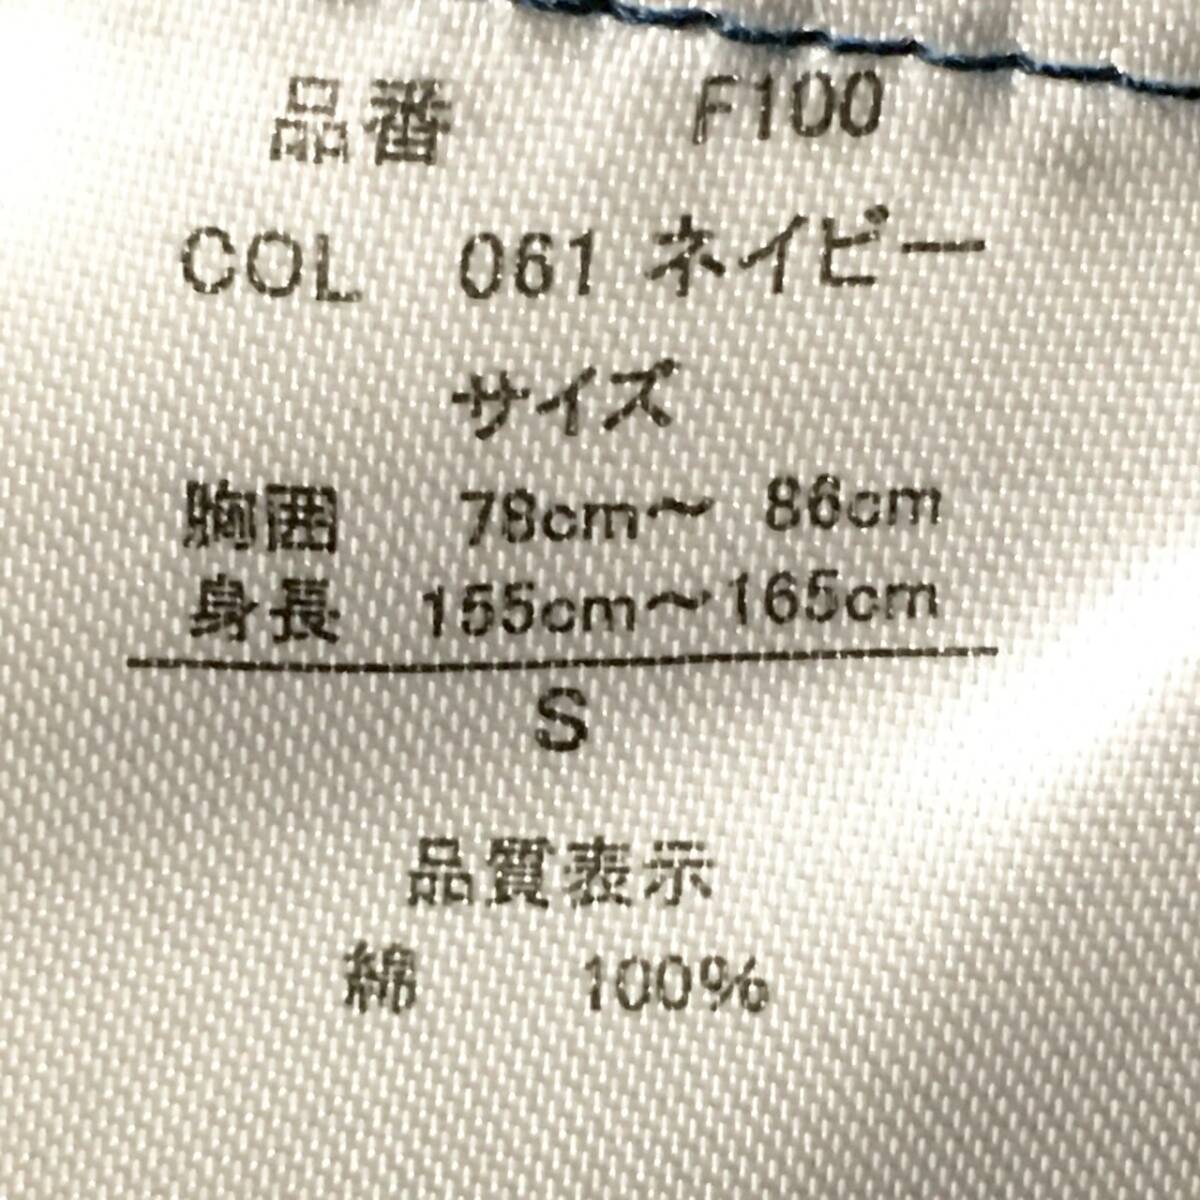 品番 F100
COL 061 ネイビー
サイズ
胸囲 78cm～ 86cm
身長 155cm～165cm
S
品質表示
綿 100%